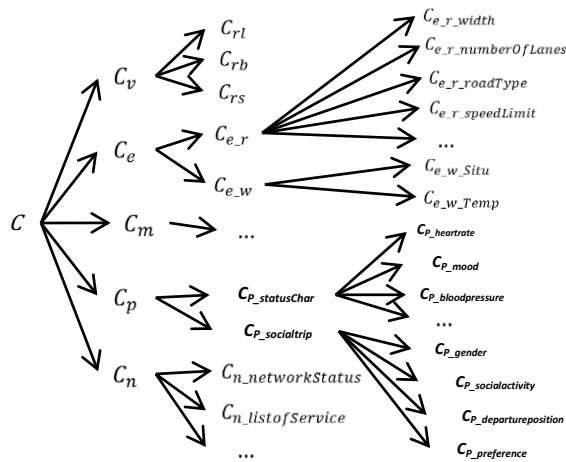 C
C_v
C_e
C_m
C_p
C_n
C_rl
C_rb
C_rs
C_e_r
C_e_w
...
C_P_statusChar
C_P_socialtrip
C_n_networkStatus
C_n_listofService
...
C_e_r_width
C_e_r_numberOfLanes
C_e_r_roadType
C_e_r_speedLimit
...
C_e_w_Situ
C_e_w_Temp
C_P_heartrate
C_P_mood
C_P_bloodpressure
...
C_P_gender
C_P_socialactivity
C_P_departureposition
C_P_preference